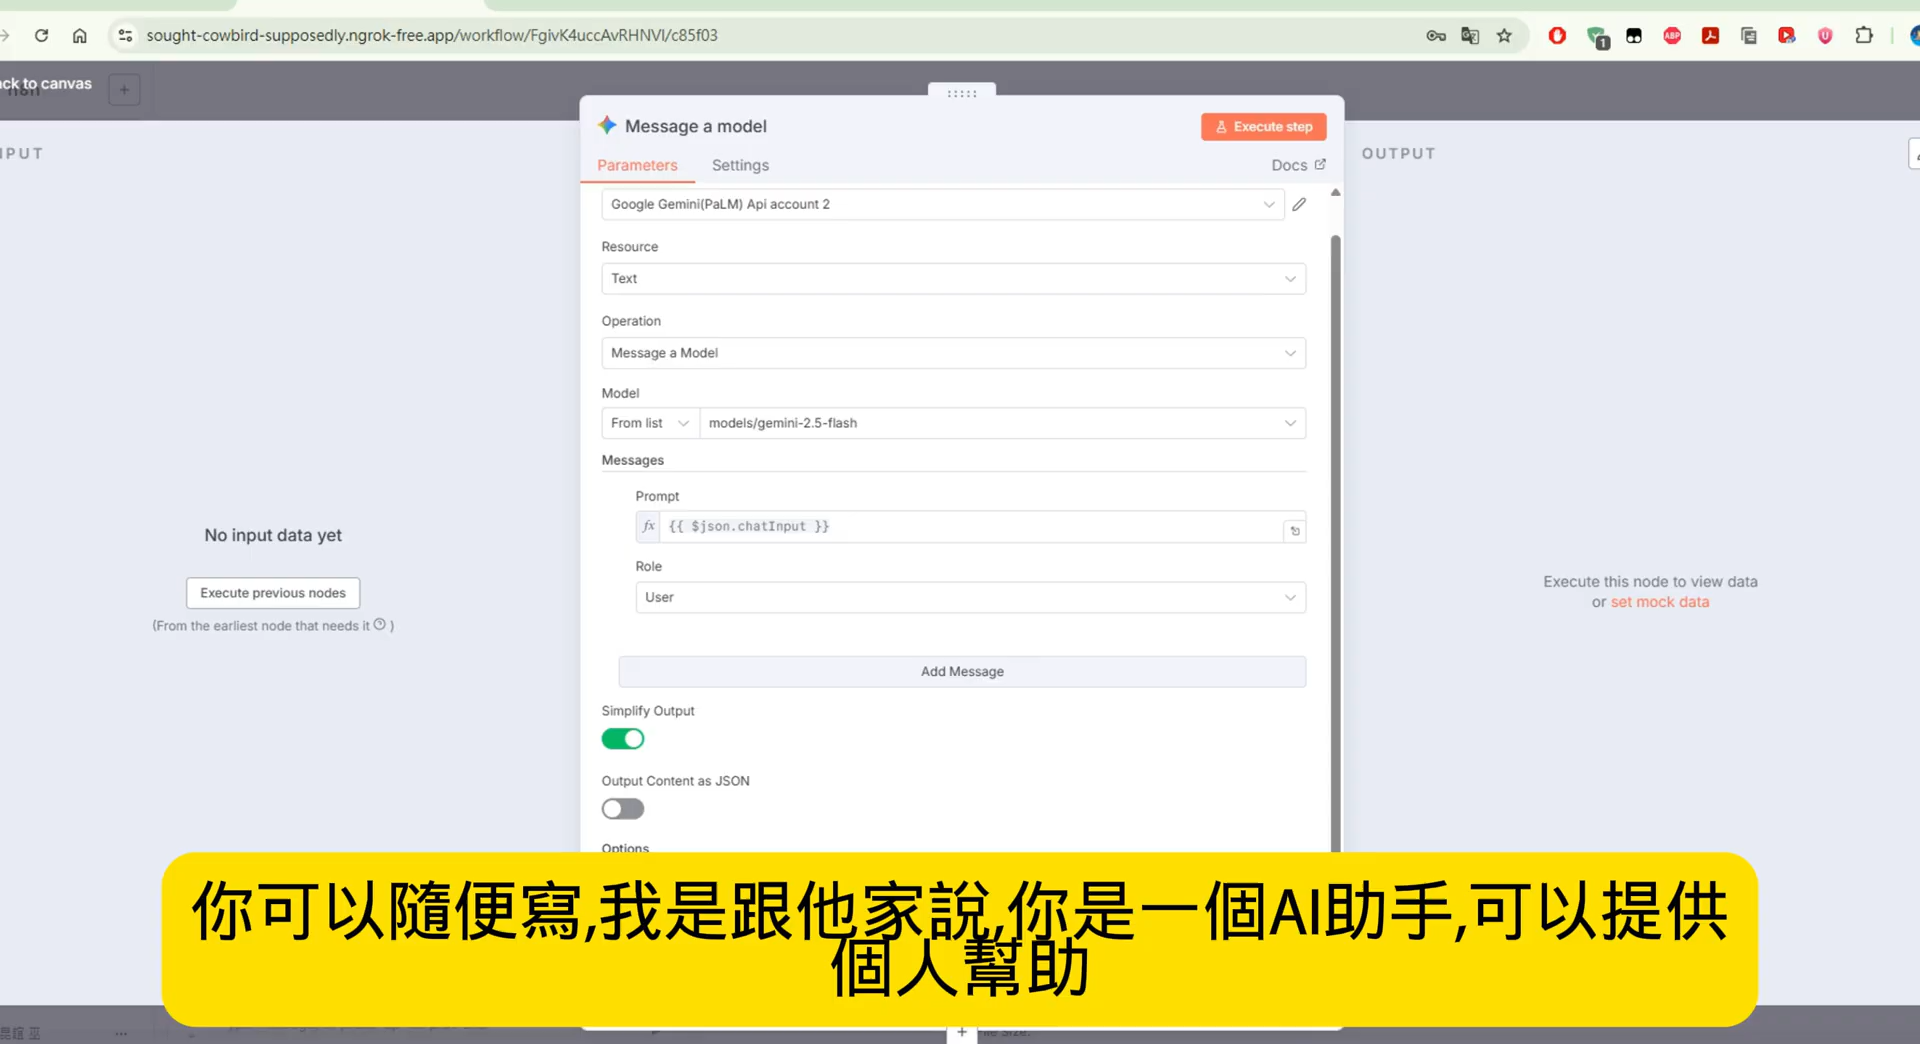 sought-cowbird-supposedly.ngrok-free.app/workflow/FgivK4uccAvRHNVl/c85f03
1
ABP
ck to canvas
+
Message a model
Execute step
PUT
Parameters
Settings
Docs
OUTPUT
Google Gemini(PaLM) Api account 2
Resource
Text
Operation
Message a Model
Model
From list
models/gemini-2.5-flash
Messages
Prompt
fx {{ $json.chatInput }}
Role
User
No input data yet
Execute previous nodes
(From the earliest node that needs it ? )
Execute this node to view data
or set mock data
Add Message
Simplify Output
Output Content as JSON
Options
你可以隨便寫,我是跟他家說,你是一個AI助手,可以提供
個人幫助
+